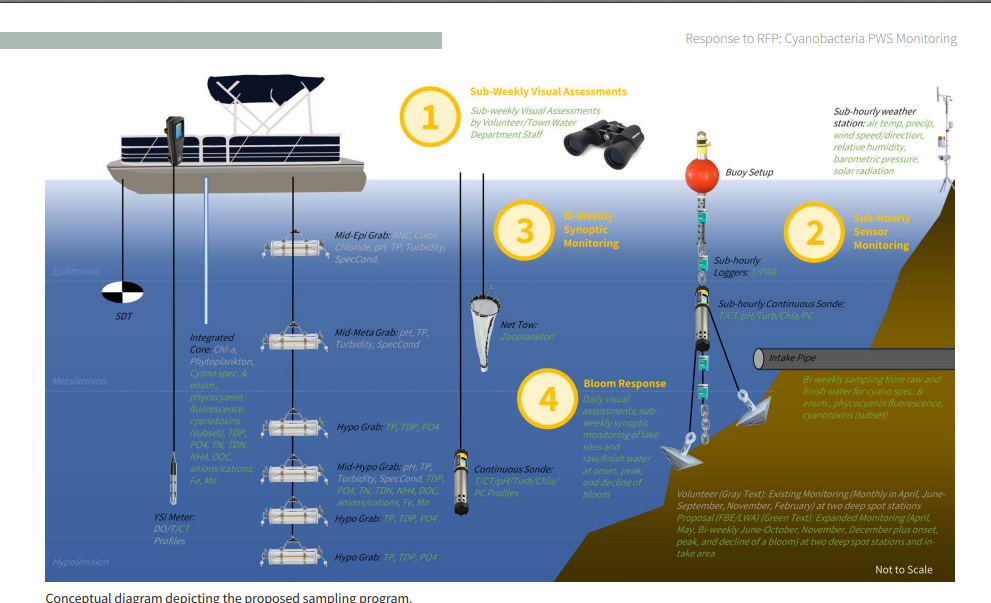 Response to RFP: Cyanobacteria PWS Monitoring
1
Sub-Weekly Visual Assessments
Sub-weekly Visual Assessments
by Volunteer/Town Water
Department Staff
Sub-hourly weather
station: air temp, precip,
wind speed/direction,
relative humidity,
barometric pressure,
solar radiation
Buoy Setup
3
Bi-Weekly
Synoptic
Monitoring
2
Sub-Hourly
Sensor
Monitoring
Mid-Epi Grab: ANC, Color,
Chloride, pH, TP, Turbidity,
SpecCond,
Epilimnion
Sub-hourly
Loggers: T/PAR
SDT
Sub-hourly Continuous Sonde:
T/CT/pH/Turb/Chla/PC
Net Tow:
Zooplankton
Mid-Meta Grab: pH, TP,
Turbidity, SpecCond
Integrated
Core: Chl-a,
Phytoplankton,
Cyano spec. &
enum.,
phycocyanin
fluorescence,
cyanotoxins
(subset), TDP,
PO4, TN, TDN,
NH4, DOC,
anions/cations,
Fe, Mn
Intake Pipe
Metalimnion
Bi-weekly sampling from raw and
finish water for cyano spec. &
enum., phycocyanin fluorescence,
cyanotoxins (subset)
4
Bloom Response
Daily visual
assessments, sub-
weekly synoptic
monitoring of lake
sites and
raw/finish water
at onset, peak,
and decline of
bloom
Hypo Grab: TP, TDP, PO4
Mid-Hypo Grab: pH, TP,
Turbidity, SpecCond, TDP,
PO4, TN, TDN, NH4, DOC,
anions/cations, Fe, Mn
Hypo Grab: TP, TDP, PO4
Continuous Sonde:
T/CT/pH/Turb/Chla/
PC Profiles
YSI Meter:
DO/T/CT
Profiles
Hypo Grab: TP, TDP, PO4
Hypolimnion
Volunteer (Gray Text): Existing Monitoring (Monthly in April, June-
September, November, February) at two deep spot stations
Proposal (FBE/LWA) (Green Text): Expanded Monitoring (April,
May, Bi-weekly June-October, November, December plus onset,
peak, and decline of a bloom) at two deep spot stations and in-
take area
Not to Scale
Conceptual diagram depicting the proposed sampling program.